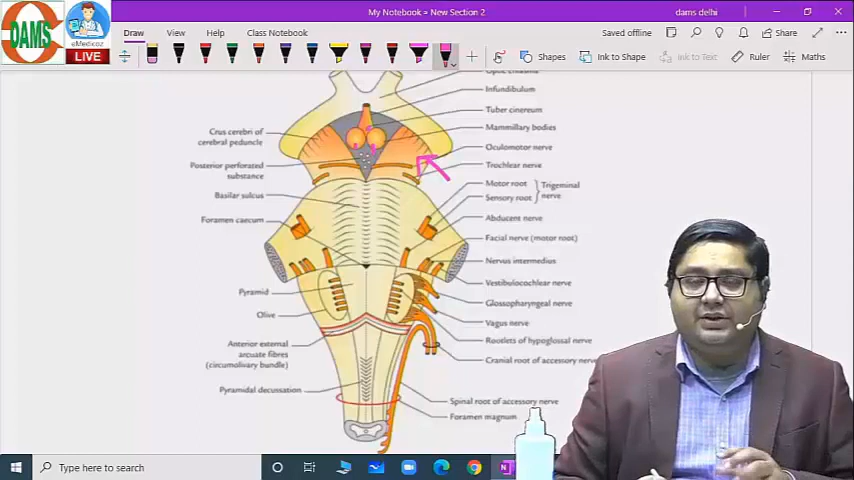 My Notebook » New Section 2
dams delhi
DAMS
eMedicoz
LIVE
Draw
View
Help
Class Notebook
Saved offline
Share
Shapes
Ink to Shape
Ink to Text
Ruler
Maths
Optic chiasma
Infundibulum
Tuber cinereum
Mammillary bodies
Oculomotor nerve
Trochlear nerve
Motor root
Sensory root
Trigeminal
nerve
Abducent nerve
Facial nerve (motor root)
Nervus intermedius
Vestibulocochlear nerve
Glossopharyngeal nerve
Vagus nerve
Rootlets of hypoglossal nerve
Cranial root of accessory nerve
Spinal root of accessory nerve
Foramen magnum
Crus cerebri of
cerebral peduncle
Posterior perforated
substance
Basilar sulcus
Foramen caecum
Pyramid
Olive
Anterior external
arcuate fibres
(circumolivary bundle)
Pyramidal decussation
Type here to search